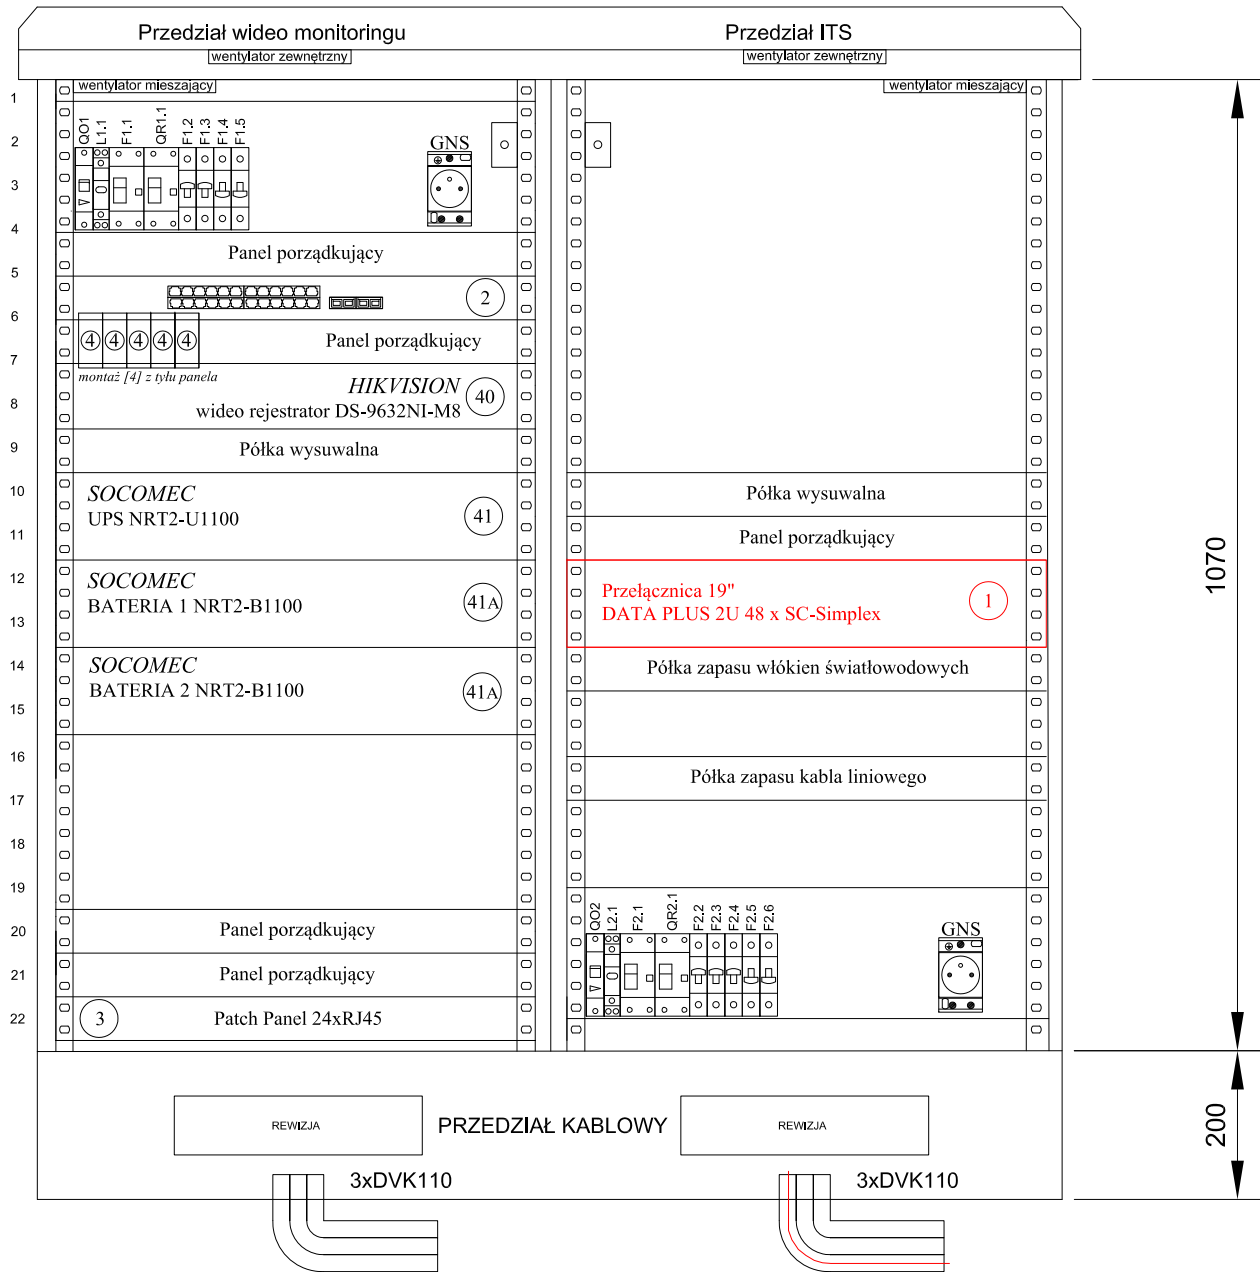 Przedział wideo monitoringu
Przedział ITS
wentylator zewnętrzny
wentylator zewnętrzny
wentylator mieszający
wentylator mieszający
1
2
3
4
5
6
7
8
9
10
11
12
13
14
15
16
17
18
19
20
21
22
QO1
L1.1
F1.1
QR1.1
F1.2
F1.3
F1.4
F1.5
GNS
Panel porządkujący
2
4 4 4 4 4
Panel porządkujący
montaż [4] z tyłu panela
HIKVISION
wideo rejestrator DS-9632NI-M8
40
Półka wysuwalna
SOCOMEC
UPS NRT2-U1100
41
SOCOMEC
BATERIA 1 NRT2-B1100
41A
SOCOMEC
BATERIA 2 NRT2-B1100
41A
Panel porządkujący
Panel porządkujący
3
Patch Panel 24xRJ45
Półka wysuwalna
Panel porządkujący
Przełącznica 19"
DATA PLUS 2U 48 x SC-Simplex
1
Półka zapasu włókien światłowodowych
Półka zapasu kabla liniowego
QO2
L2.1
F2.1
QR2.1
F2.2
F2.3
F2.4
F2.5
F2.6
GNS
1070
200
REWIZJA
PRZEDZIAŁ KABLOWY
REWIZJA
3xDVK110
3xDVK110